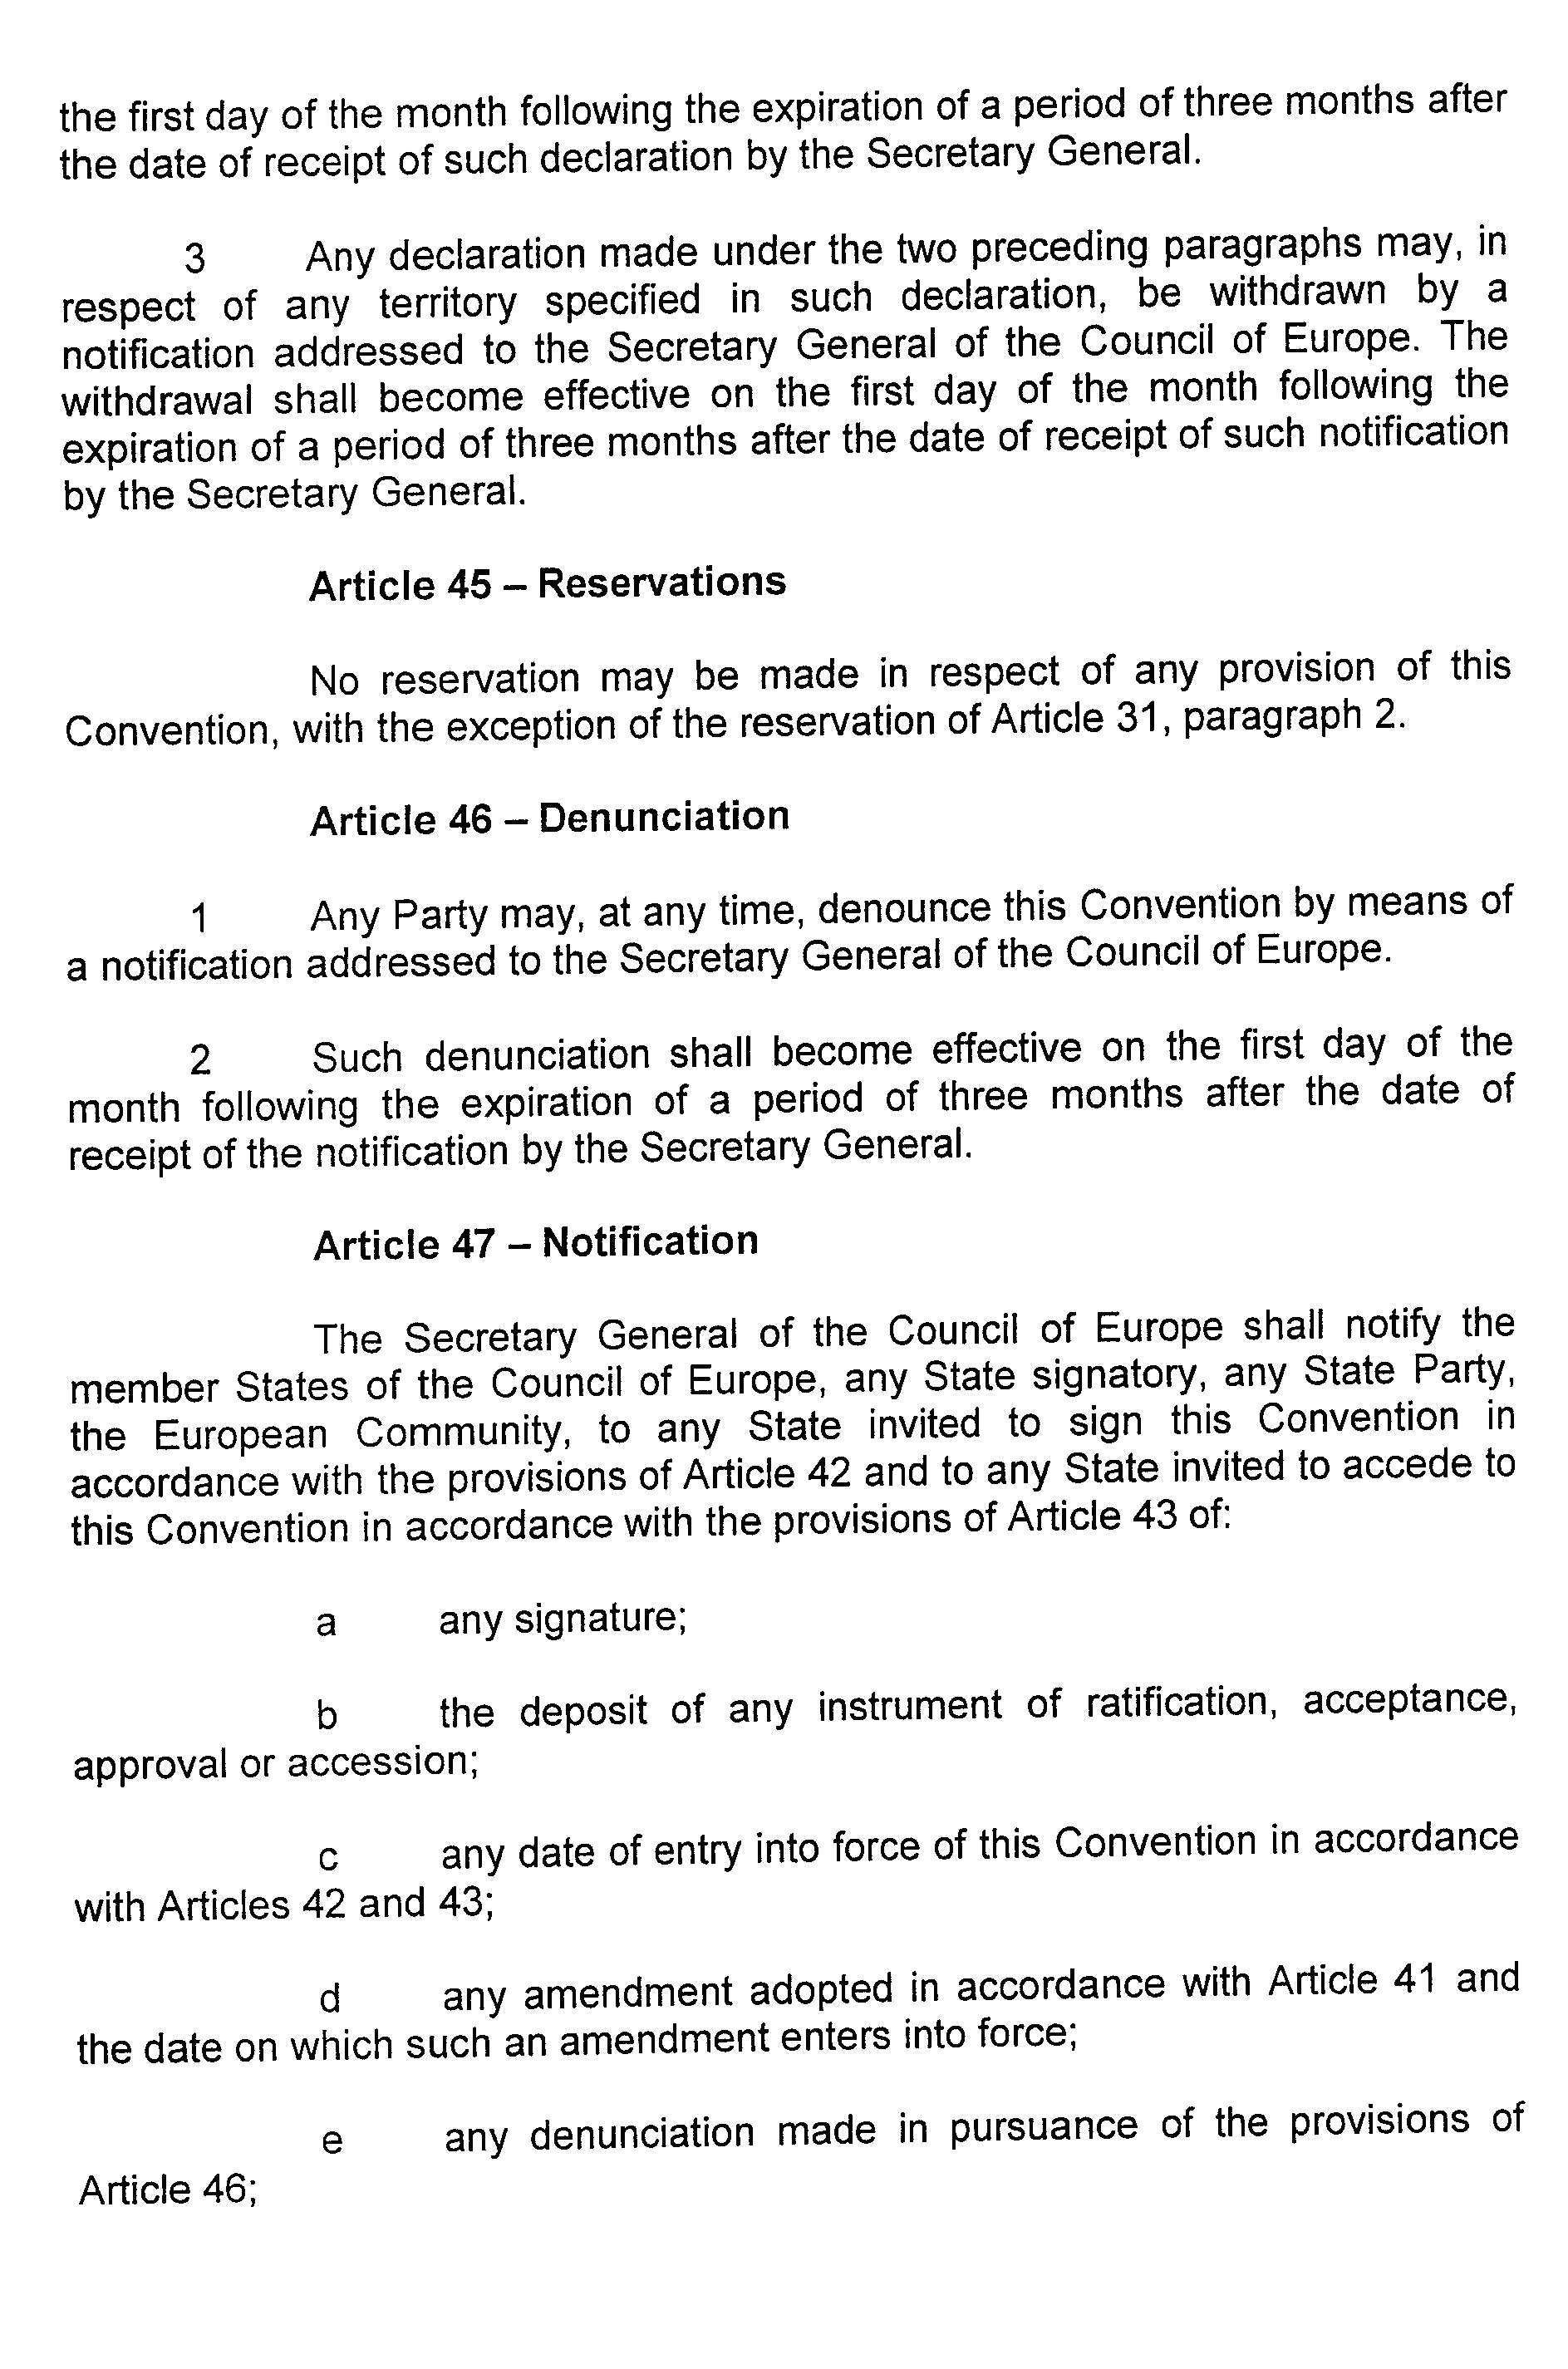 the first day of the month following the expiration of a period of three months after
the date of receipt of such declaration by the Secretary General.
3 Any declaration made under the two preceding paragraphs may, in
respect of any territory specified in such declaration, be withdrawn by a
notification addressed to the Secretary General of the Council of Europe. The
withdrawal shall become effective on the first day of the month following the
expiration of a period of three months after the date of receipt of such notification
by the Secretary General.
Article 45 – Reservations
No reservation may be made in respect of any provision of this
Convention, with the exception of the reservation of Article 31, paragraph 2.
Article 46 – Denunciation
1 Any Party may, at any time, denounce this Convention by means of
a notification addressed to the Secretary General of the Council of Europe.
2 Such denunciation shall become effective on the first day of the
month following the expiration of a period of three months after the date of
receipt of the notification by the Secretary General.
Article 47 – Notification
The Secretary General of the Council of Europe shall notify the
member States of the Council of Europe, any State signatory, any State Party,
the European Community, to any State invited to sign this Convention in
accordance with the provisions of Article 42 and to any State invited to accede to
this Convention in accordance with the provisions of Article 43 of:
a any signature;
b the deposit of any instrument of ratification, acceptance,
approval or accession;
c any date of entry into force of this Convention in accordance
with Articles 42 and 43;
d any amendment adopted in accordance with Article 41 and
the date on which such an amendment enters into force;
e any denunciation made in pursuance of the provisions of
Article 46;